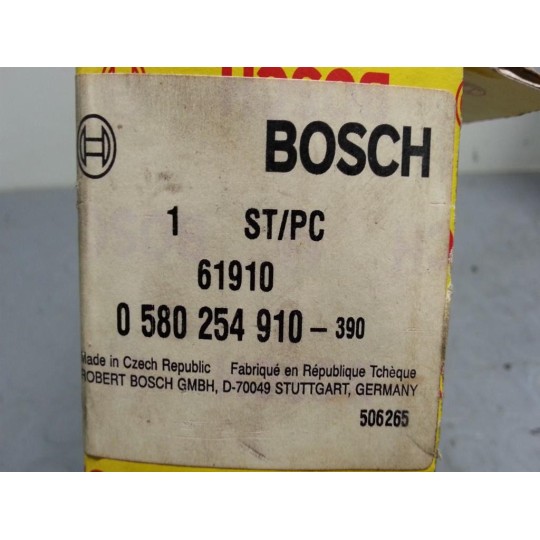 BOSCH
BOSCH
1 ST/PC
61910
0 580 254 910 - 390
Made in Czech Republic Fabriqué en République Tchèque
ROBERT BOSCH GMBH, D-70049 STUTTGART, GERMANY
506265